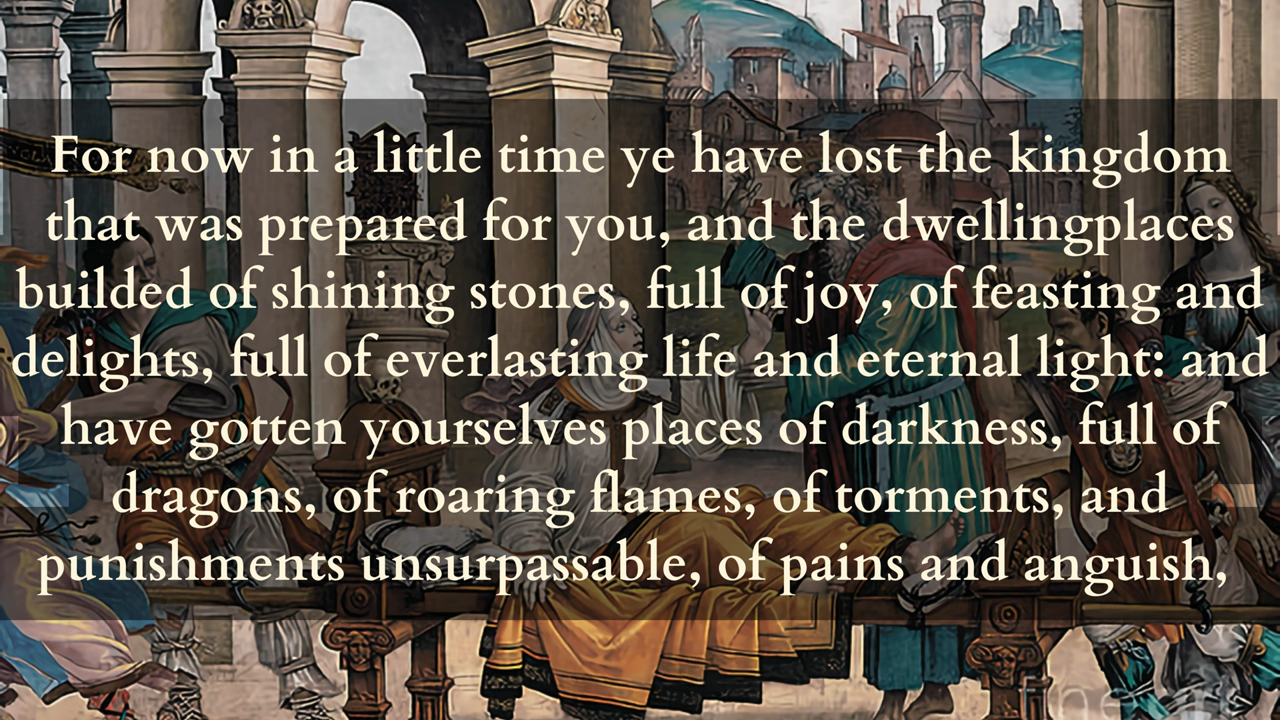 For now in a little time ye have lost the kingdom
that was prepared for you, and the dwellingplaces
builded of shining stones, full of joy, of feasting and
delights, full of everlasting life and eternal light: and
have gotten yourselves places of darkness, full of
dragons, of roaring flames, of torments, and
punishments unsurpassable, of pains and anguish,